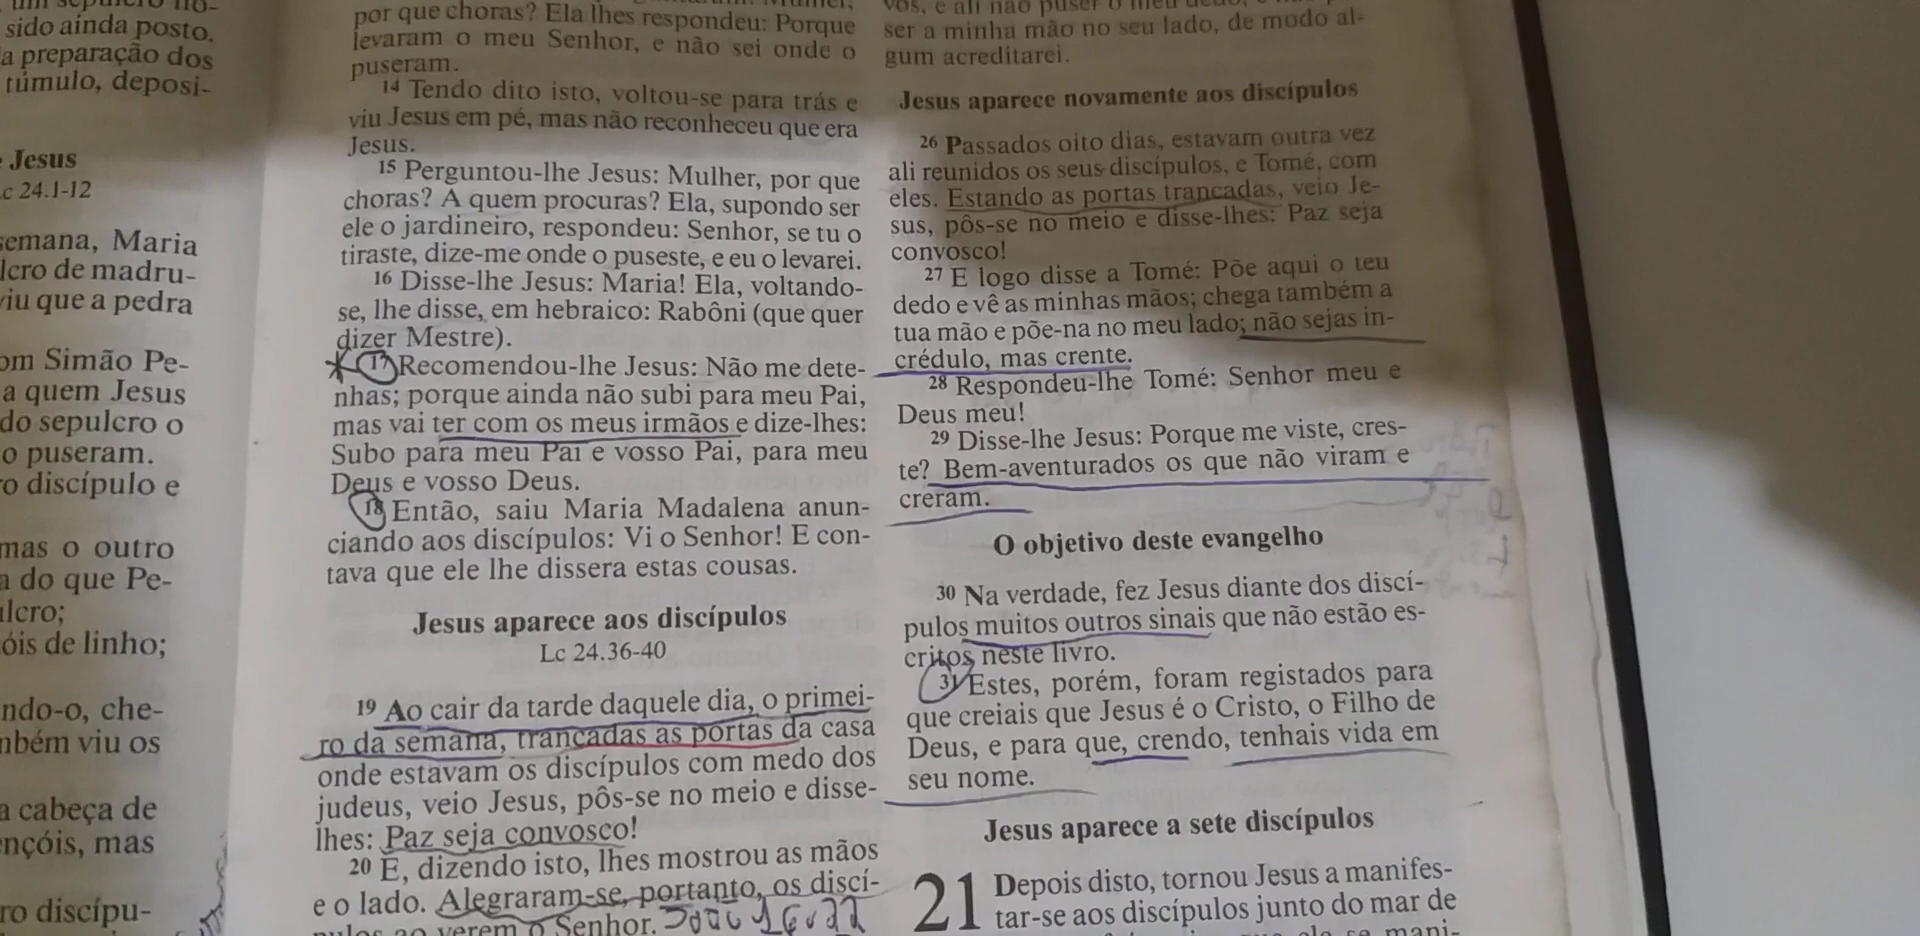 sido ainda posto.
a preparação dos
túmulo, deposi-
Jesus
c 24.1-12
semana, Maria
lcro de madru-
viu que a pedra
om Simão Pe-
a quem Jesus
do sepulcro o
o puseram.
ro discípulo e
mas o outro
a do que Pe-
ulcro;
óis de linho;
ndo-o, che-
mbém viu os
a cabeça de
nçóis, mas
ro discípu-
por que choras? Ela lhes respondeu: Porque
levaram o meu Senhor, e não sei onde o
puseram.
14 Tendo dito isto, voltou-se para trás e
viu Jesus em pé, mas não reconheceu que era
Jesus.
15 Perguntou-lhe Jesus: Mulher, por que
choras? A quem procuras? Ela, supondo ser
ele o jardineiro, respondeu: Senhor, se tu o
tiraste, dize-me onde o puseste, e eu o levarei.
16 Disse-lhe Jesus: Maria! Ela, voltando-
se, lhe disse, em hebraico: Rabôni (que quer
dizer Mestre).
17 Recomendou-lhe Jesus: Não me dete-
nhas; porque ainda não subi para meu Pai,
mas vai ter com os meus irmãos e dize-lhes:
Subo para meu Pai e vosso Pai, para meu
Deus e vosso Deus.
18 Então, saiu Maria Madalena anun-
ciando aos discípulos: Vi o Senhor! E con-
tava que ele lhe dissera estas cousas.
Jesus aparece aos discípulos
Lc 24.36-40
19 Ao cair da tarde daquele dia, o primei-
ro da semana, trancadas as portas da casa
onde estavam os discípulos com medo dos
judeus, veio Jesus, pôs-se no meio e disse-
lhes: Paz seja convosco!
20 E, dizendo isto, lhes mostrou as mãos
e o lado. Alegraram-se, portanto, os discí-
pulos ao verem o Senhor. João 16:22
vos, e ali não puser o meu dedo, e
ser a minha mão no seu lado, de modo al-
gum acreditarei.
Jesus aparece novamente aos discípulos
26 Passados oito dias, estavam outra vez
ali reunidos os seus discípulos, e Tomé, com
eles. Estando as portas trancadas, veio Je-
sus, pôs-se no meio e disse-lhes: Paz seja
convosco!
27 E logo disse a Tomé: Põe aqui o teu
dedo e vê as minhas mãos; chega também a
tua mão e põe-na no meu lado; não sejas in-
crédulo, mas crente.
28 Respondeu-lhe Tomé: Senhor meu e
Deus meu!
29 Disse-lhe Jesus: Porque me viste, cres-
te? Bem-aventurados os que não viram e
creram.
O objetivo deste evangelho
30 Na verdade, fez Jesus diante dos discí-
pulos muitos outros sinais que não estão es-
critos neste livro.
31 Estes, porém, foram registados para
que creiais que Jesus é o Cristo, o Filho de
Deus, e para que, crendo, tenhais vida em
seu nome.
Jesus aparece a sete discípulos
21 Depois disto, tornou Jesus a manifes-
tar-se aos discípulos junto do mar de